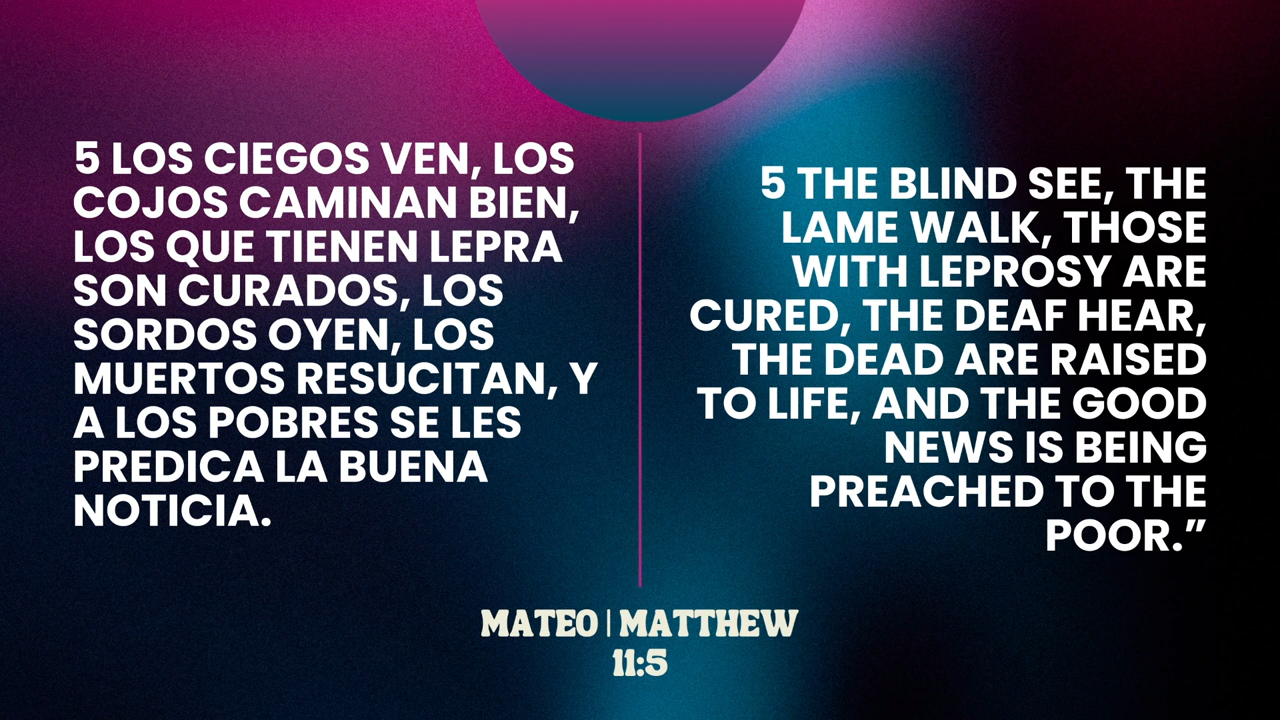 5 LOS CIEGOS VEN, LOS
COJOS CAMINAN BIEN,
LOS QUE TIENEN LEPRA
SON CURADOS, LOS
SORDOS OYEN, LOS
MUERTOS RESUCITAN, Y
A LOS POBRES SE LES
PREDICA LA BUENA
NOTICIA.
5 THE BLIND SEE, THE
LAME WALK, THOSE
WITH LEPROSY ARE
CURED, THE DEAF HEAR,
THE DEAD ARE RAISED
TO LIFE, AND THE GOOD
NEWS IS BEING
PREACHED TO THE
POOR.”
MATEO | MATTHEW
11:5